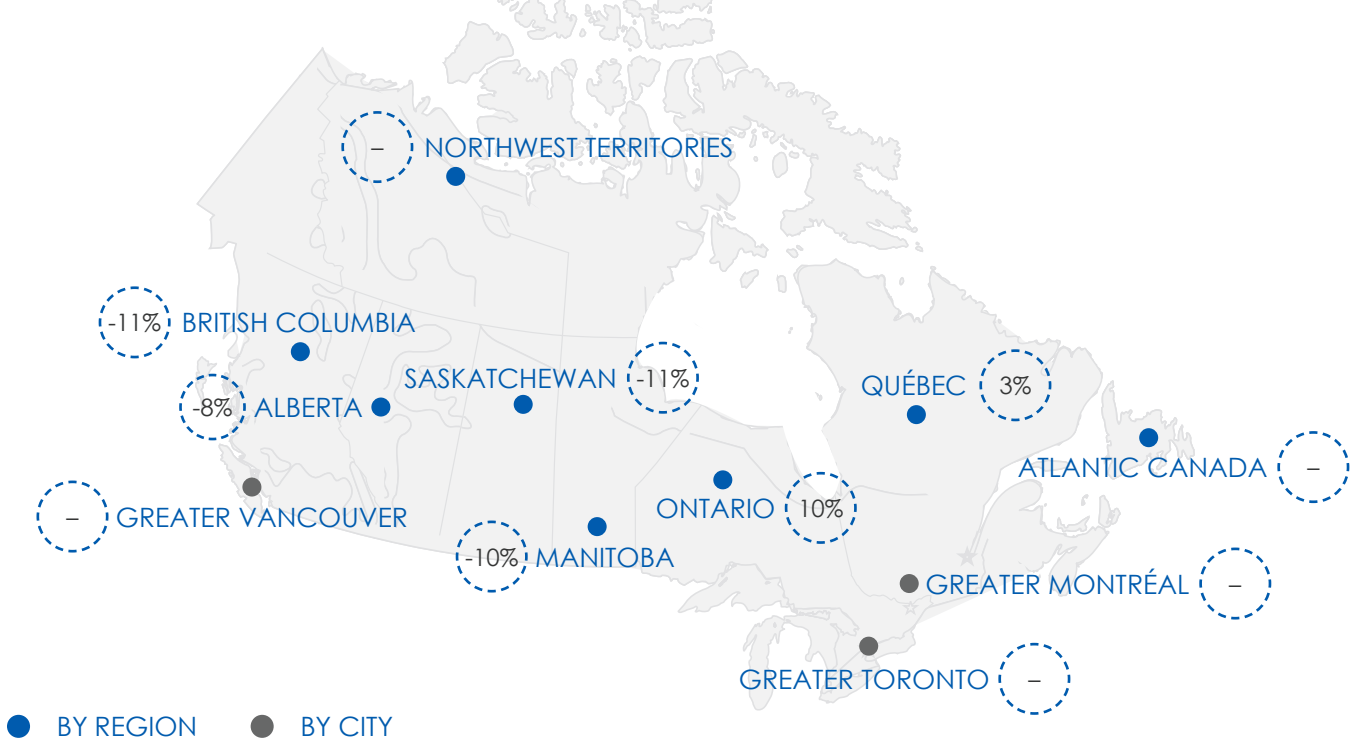 – NORTHWEST TERRITORIES
-11% BRITISH COLUMBIA
SASKATCHEWAN -11%
QUÉBEC 3%
-8% ALBERTA
ATLANTIC CANADA –
ONTARIO 10%
– GREATER VANCOUVER
-10% MANITOBA
GREATER MONTRÉAL –
GREATER TORONTO –
BY REGION BY CITY